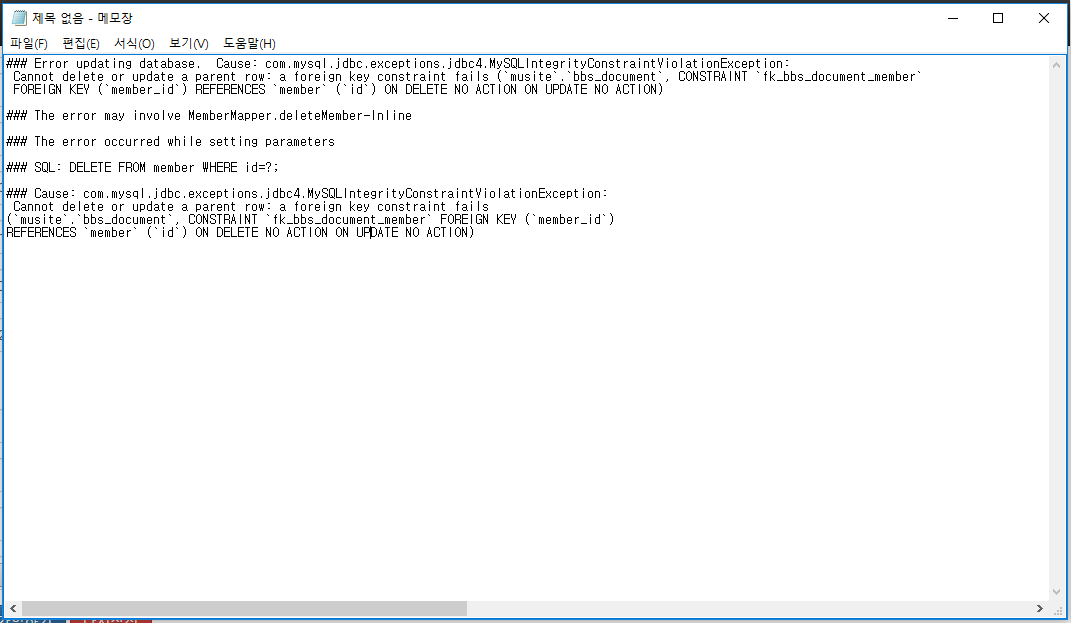 제목 없음 - 메모장
파일(F) 편집(E) 서식(O) 보기(V) 도움말(H)
### Error updating database.  Cause: com.mysql.jdbc.exceptions.jdbc4.MySQLIntegrityConstraintViolationException:
 Cannot delete or update a parent row: a foreign key constraint fails (`musite`.`bbs_document`, CONSTRAINT `fk_bbs_document_member`
 FOREIGN KEY (`member_id`) REFERENCES `member` (`id`) ON DELETE NO ACTION ON UPDATE NO ACTION)
### The error may involve MemberMapper.deleteMember-Inline
### The error occurred while setting parameters
### SQL: DELETE FROM member WHERE id=?;
### Cause: com.mysql.jdbc.exceptions.jdbc4.MySQLIntegrityConstraintViolationException:
 Cannot delete or update a parent row: a foreign key constraint fails
(`musite`.`bbs_document`, CONSTRAINT `fk_bbs_document_member` FOREIGN KEY (`member_id`)
REFERENCES `member` (`id`) ON DELETE NO ACTION ON UPDATE NO ACTION)